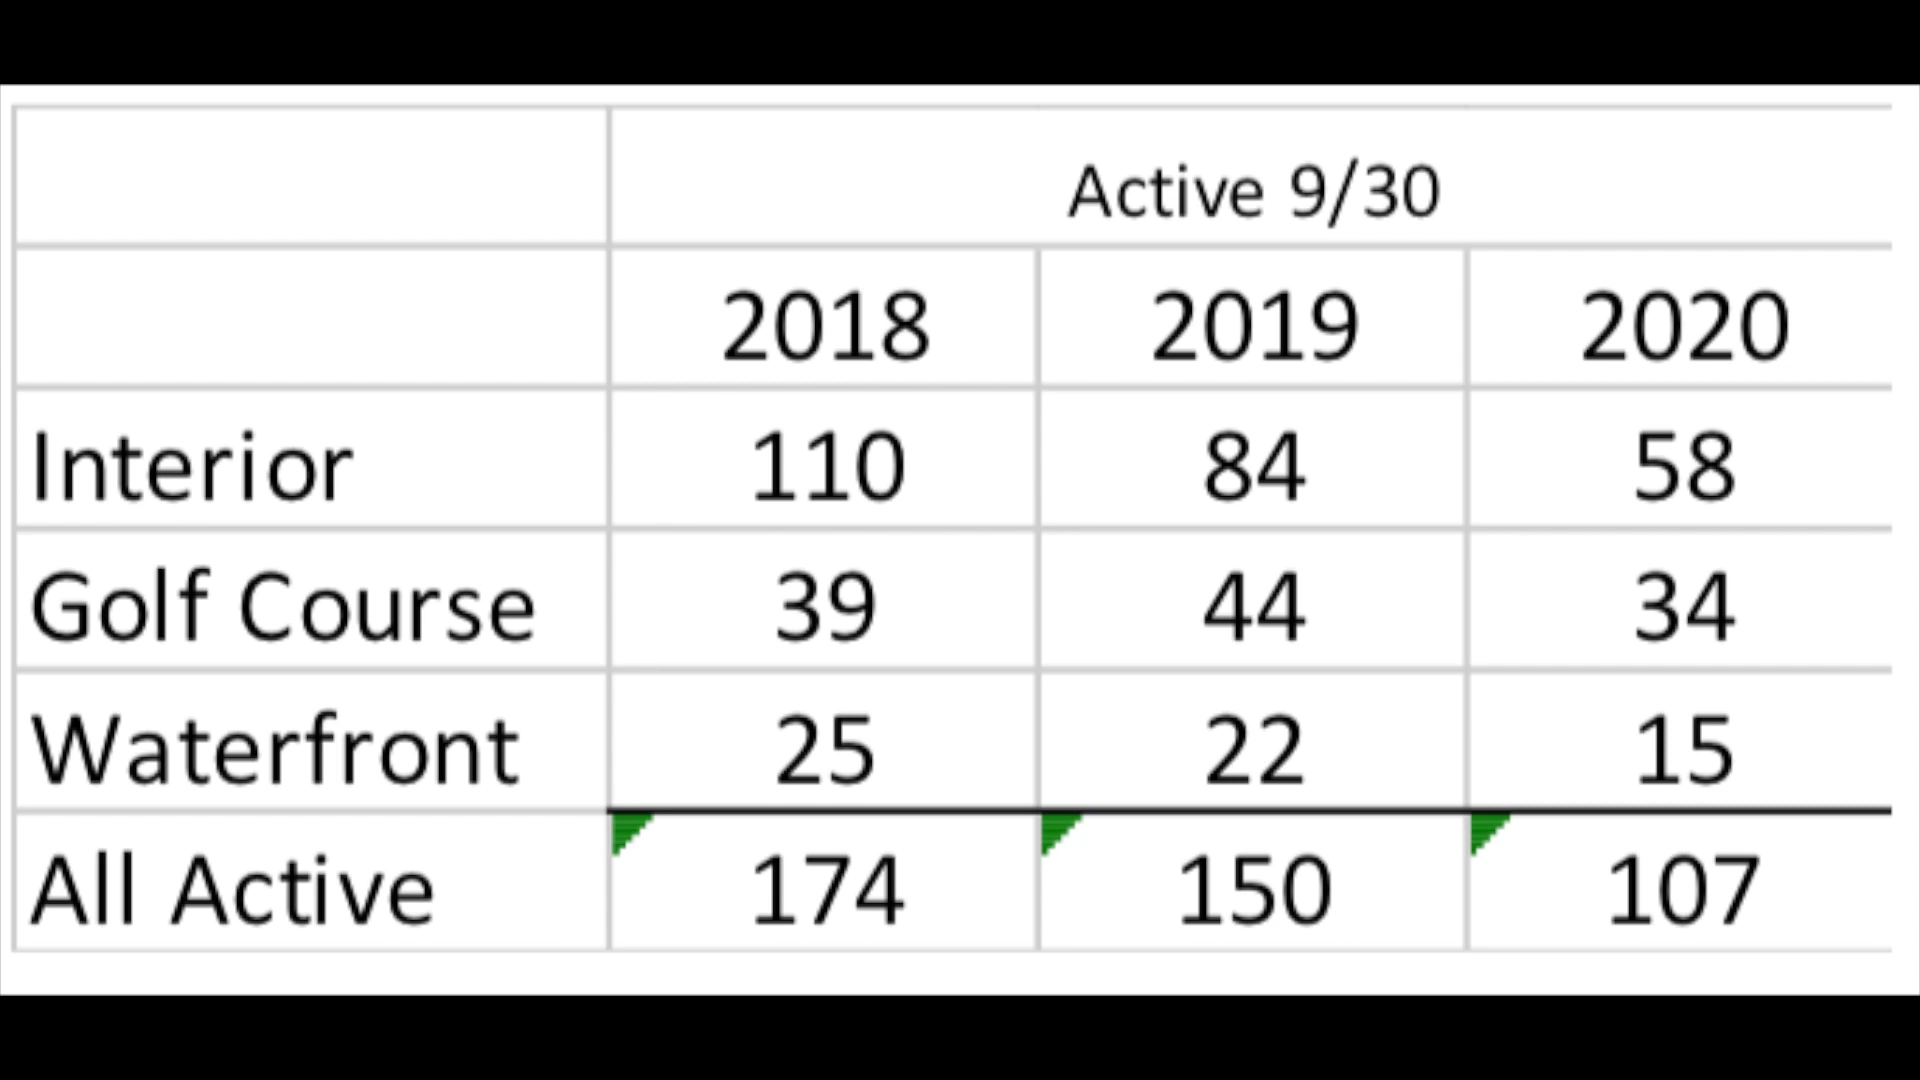 Active 9/30
2018 2019 2020
Interior 110 84 58
Golf Course 39 44 34
Waterfront 25 22 15
All Active 174 150 107